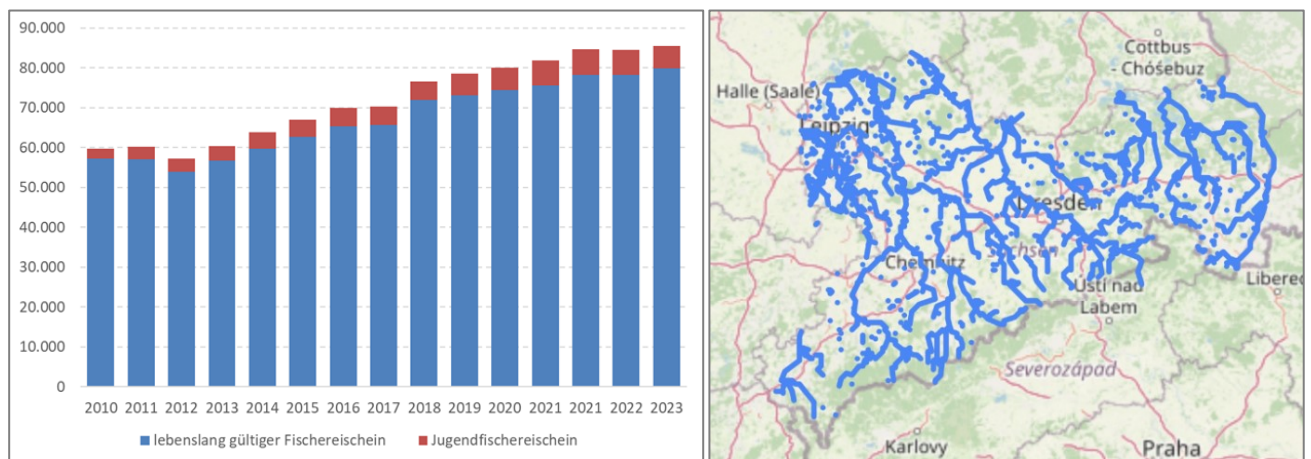 90.000
80.000
70.000
60.000
50.000
40.000
30.000
20.000
10.000
0
2010 2011 2012 2013 2014 2015 2016 2017 2018 2019 2020 2021 2021 2022 2023
lebenslang gültiger Fischereischein Jugendfischereischein
Cottbus
- Chóśebuz
Halle (Saale)
Leipzig
Dresden
Sachsen
Chemnitz
Ústí nad
Labem
Liberec
Severozápad
Karlovy
Praha